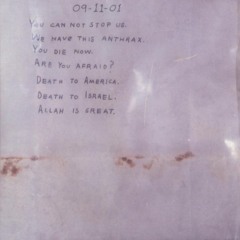 09-11-01
YOU CAN NOT STOP US.
WE HAVE THIS ANTHRAX.
YOU DIE NOW.
ARE YOU AFRAID?
DEATH TO AMERICA.
DEATH TO ISRAEL.
ALLAH IS GREAT.